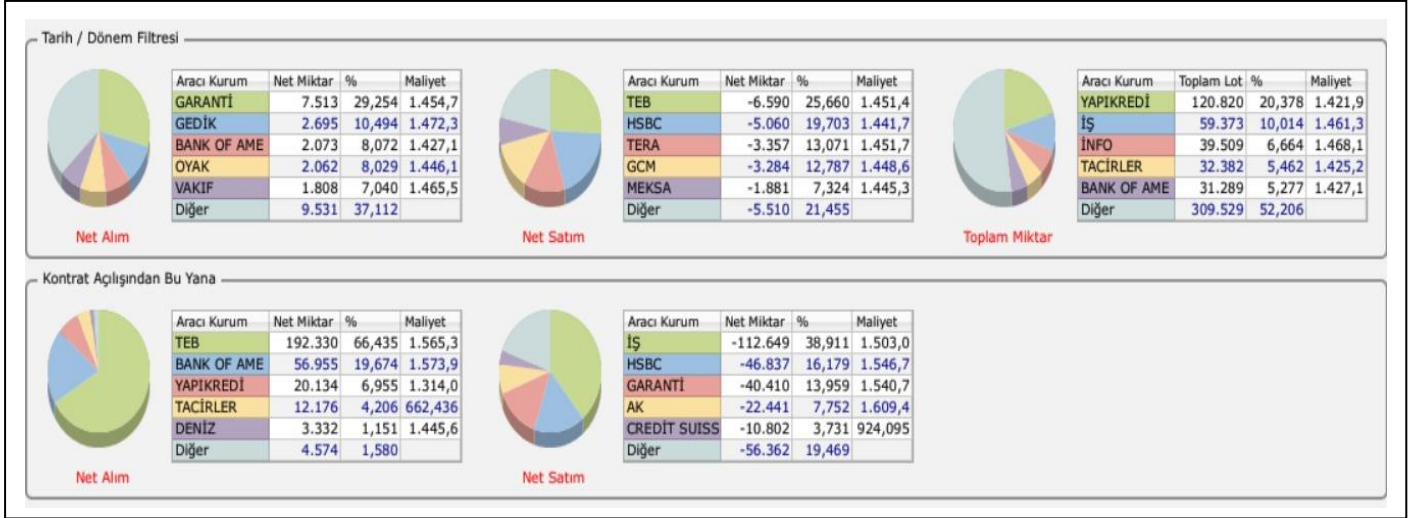 Tarih / Dönem Filtresi
Aracı Kurum Net Miktar % Maliyet
GARANTİ 7.513 29,254 1.454,7
GEDİK 2.695 10,494 1.472,3
BANK OF AME 2.073 8,072 1.427,1
OYAK 2.062 8,029 1.446,1
VAKIF 1.808 7,040 1.465,5
Diğer 9.531 37,112
Net Alım
Aracı Kurum Net Miktar % Maliyet
TEB -6.590 25,660 1.451,4
HSBC -5.060 19,703 1.441,7
TERA -3.357 13,071 1.451,7
GCM -3.284 12,787 1.448,6
MEKSA -1.881 7,324 1.445,3
Diğer -5.510 21,455
Net Satım
Aracı Kurum Toplam Lot % Maliyet
YAPIKREDİ 120.820 20,378 1.421,9
İŞ 59.373 10,014 1.461,3
İNFO 39.509 6,664 1.468,1
TACİRLER 32.382 5,462 1.425,2
BANK OF AME 31.289 5,277 1.427,1
Diğer 309.529 52,206
Toplam Miktar
Kontrat Açılışından Bu Yana
Aracı Kurum Net Miktar % Maliyet
TEB 192.330 66,435 1.565,3
BANK OF AME 56.955 19,674 1.573,9
YAPIKREDİ 20.134 6,955 1.314,0
TACİRLER 12.176 4,206 662,436
DENİZ 3.332 1,151 1.445,6
Diğer 4.574 1,580
Net Alım
Aracı Kurum Net Miktar % Maliyet
İŞ -112.649 38,911 1.503,0
HSBC -46.837 16,179 1.546,7
GARANTİ -40.410 13,959 1.540,7
AK -22.441 7,752 1.609,4
CREDİT SUISS -10.802 3,731 924,095
Diğer -56.362 19,469
Net Satım